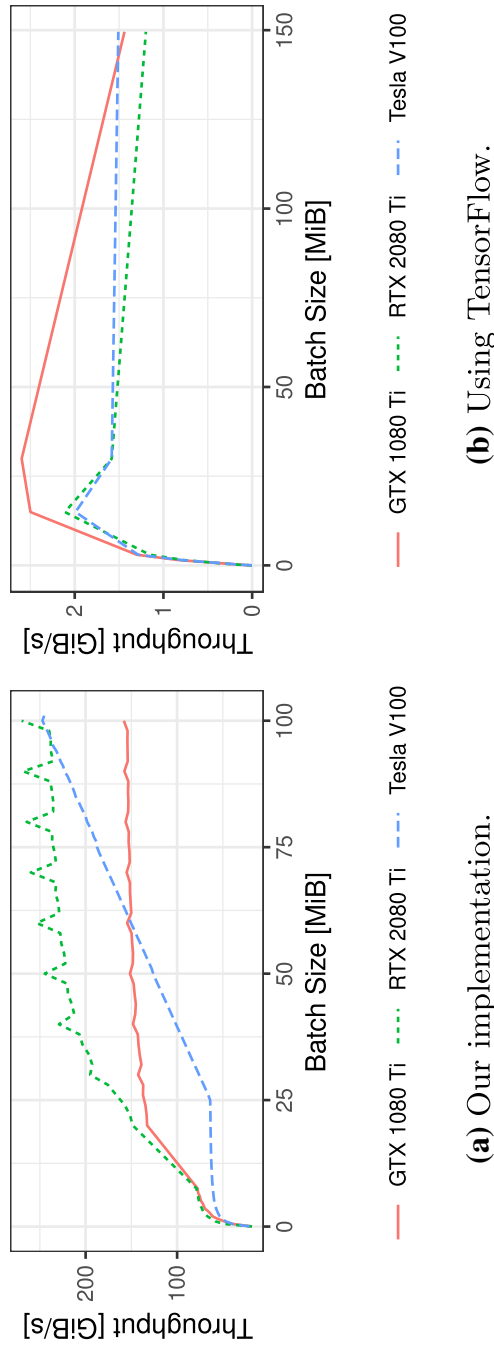 Throughput [GiB/s]
200
100
0
25
50
75
100
Batch Size [MiB]
GTX 1080 Ti
RTX 2080 Ti
Tesla V100
(a) Our implementation.
Throughput [GiB/s]
2
1
0
0
50
100
150
Batch Size [MiB]
GTX 1080 Ti
RTX 2080 Ti
Tesla V100
(b) Using TensorFlow.